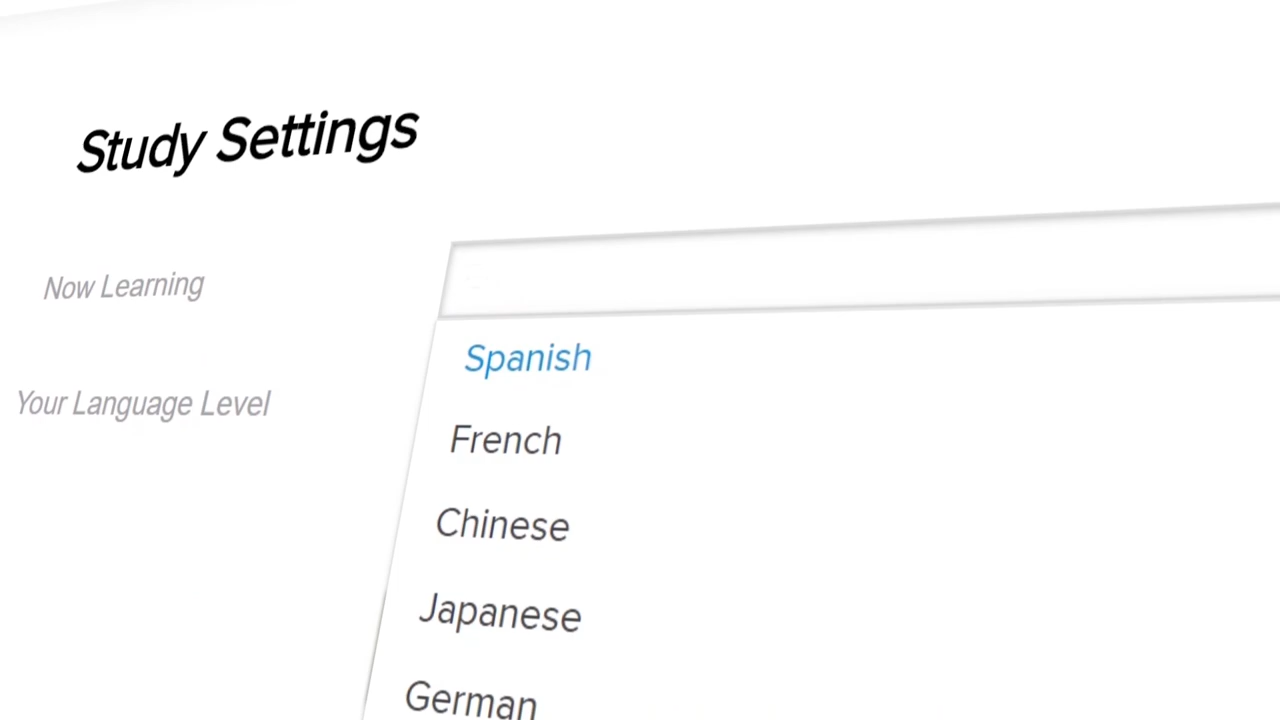 Study Settings
Now Learning
Your Language Level
Spanish
French
Chinese
Japanese
German